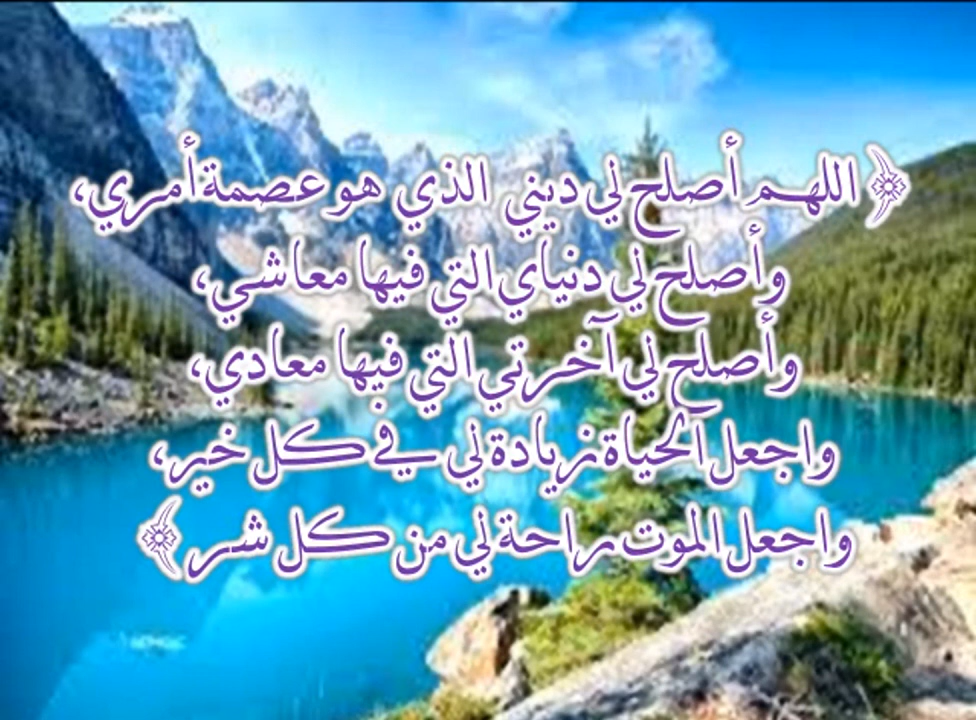 ﴿اللهم أصلح لي ديني الذي هو عصمة أمري،
وأصلح لي دنياي التي فيها معاشي،
وأصلح لي آخرتي التي فيها معادي،
واجعل الحياة زيادة لي في كل خير،
واجعل الموت راحة لي من كل شر﴾